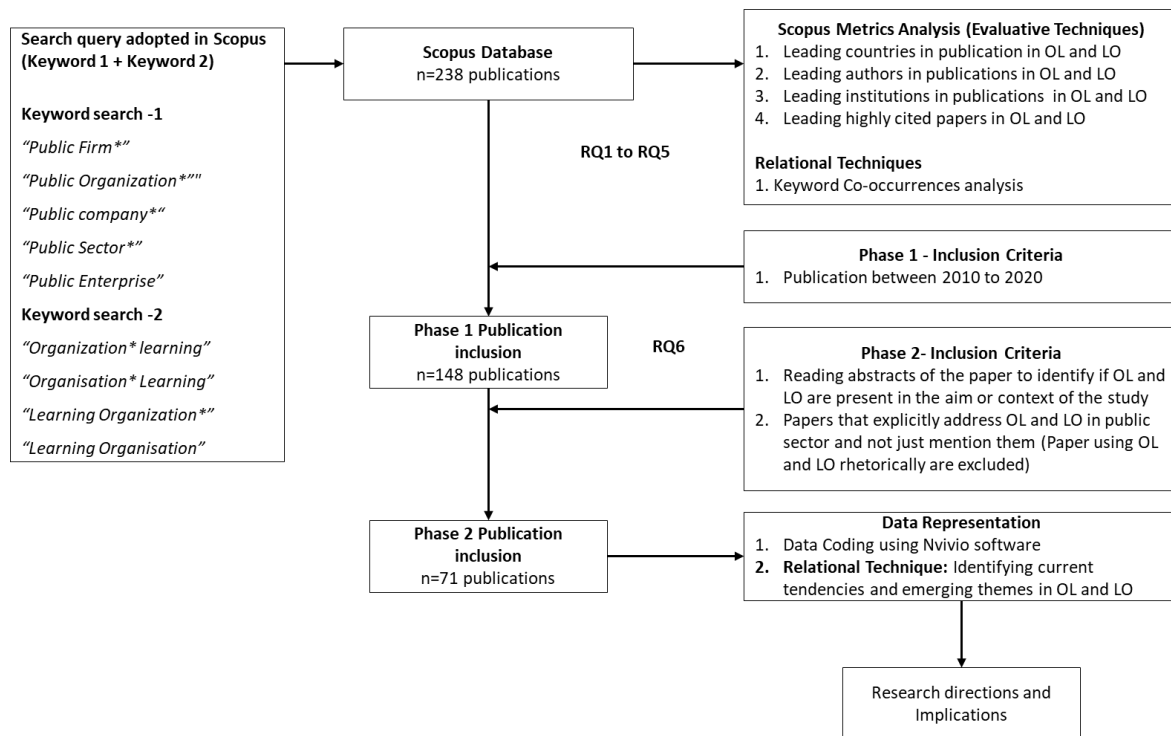 Search query adopted in Scopus
(Keyword 1 + Keyword 2)
Keyword search -1
“Public Firm*”
“Public Organization*”"
“Public company*“
“Public Sector*”
“Public Enterprise”
Keyword search -2
“Organization* learning”
“Organisation* Learning”
“Learning Organization*”
“Learning Organisation”
Scopus Database
n=238 publications
Scopus Metrics Analysis (Evaluative Techniques)
1. Leading countries in publication in OL and LO
2. Leading authors in publications in OL and LO
3. Leading institutions in publications in OL and LO
4. Leading highly cited papers in OL and LO
Relational Techniques
1. Keyword Co-occurrences analysis
RQ1 to RQ5
Phase 1 - Inclusion Criteria
1. Publication between 2010 to 2020
Phase 1 Publication
inclusion
n=148 publications
RQ6
Phase 2- Inclusion Criteria
1. Reading abstracts of the paper to identify if OL and
LO are present in the aim or context of the study
2. Papers that explicitly address OL and LO in public
sector and not just mention them (Paper using OL
and LO rhetorically are excluded)
Phase 2 Publication
inclusion
n=71 publications
Data Representation
1. Data Coding using Nvivio software
2. Relational Technique: Identifying current
tendencies and emerging themes in OL and LO
Research directions and
Implications